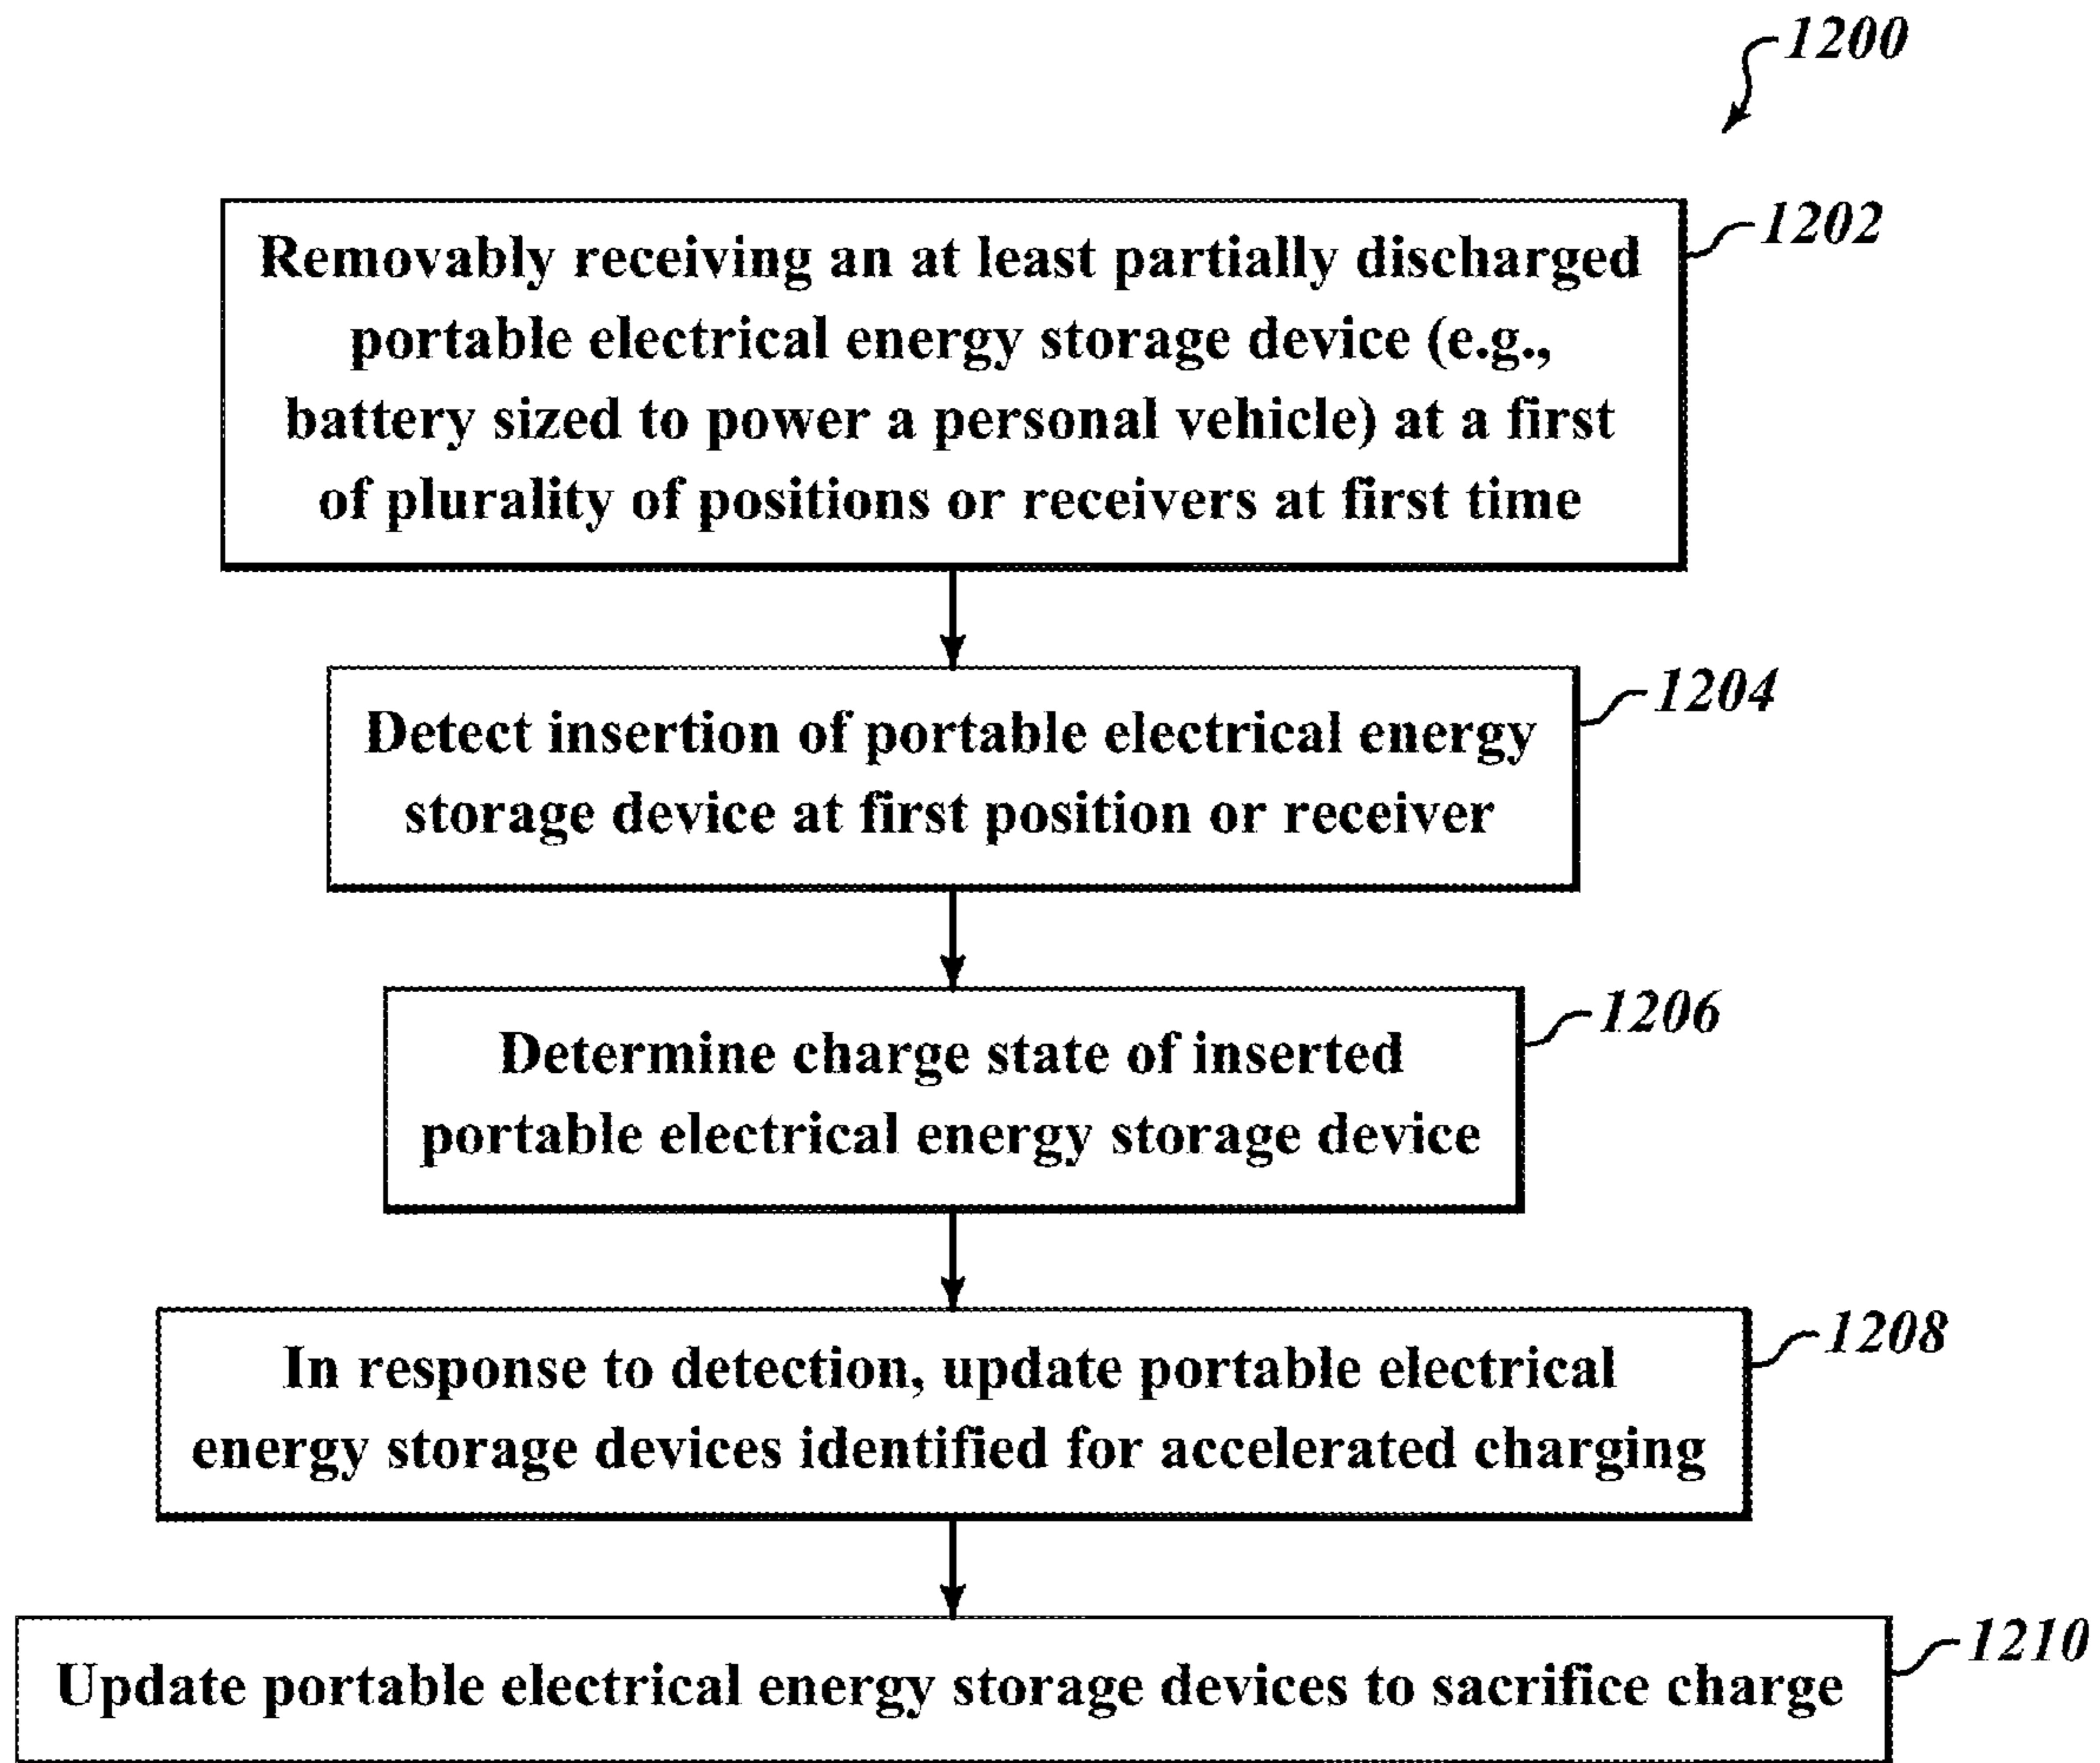 1200
1202
Removably receiving an at least partially discharged
portable electrical energy storage device (e.g.,
battery sized to power a personal vehicle) at a first
of plurality of positions or receivers at first time
1204
Detect insertion of portable electrical energy
storage device at first position or receiver
1206
Determine charge state of inserted
portable electrical energy storage device
1208
In response to detection, update portable electrical
energy storage devices identified for accelerated charging
1210
Update portable electrical energy storage devices to sacrifice charge